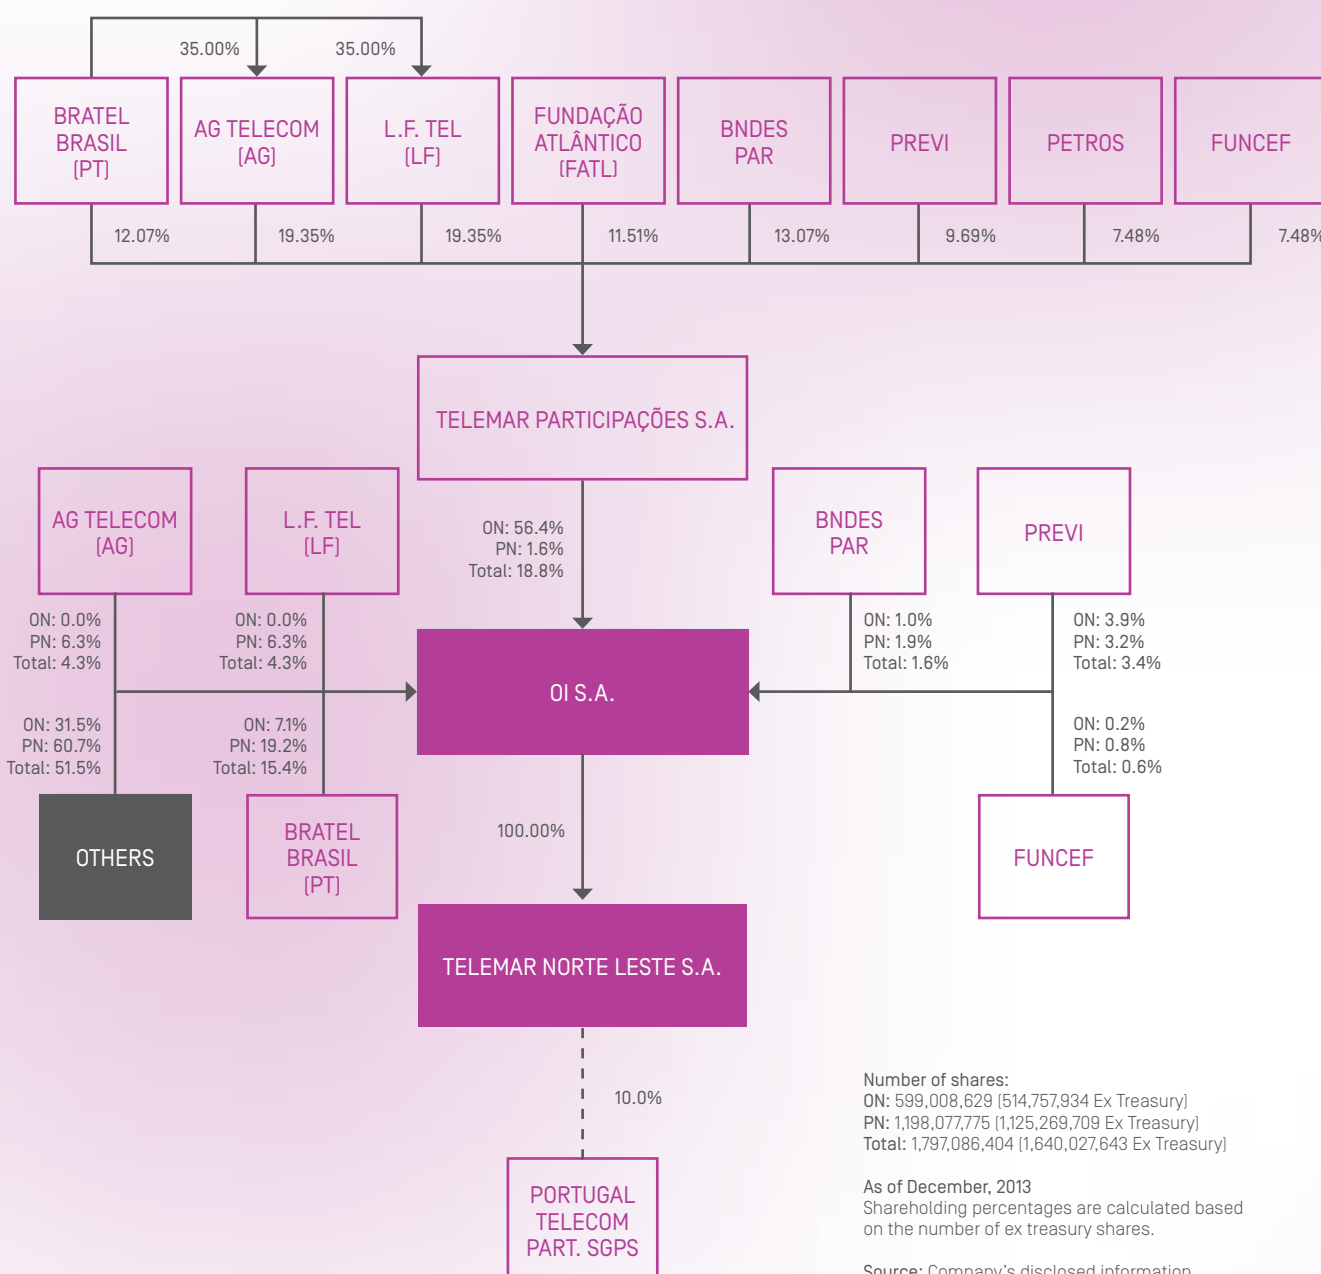 35.00%
35.00%
BRATEL
BRASIL
(PT)
AG TELECOM
(AG)
L.F. TEL
(LF)
FUNDAÇÃO
ATLÂNTICO
(FATL)
BNDES
PAR
PREVI
PETROS
FUNCEF
12.07%
19.35%
19.35%
11.51%
13.07%
9.69%
7.48%
7.48%
TELEMAR PARTICIPAÇÕES S.A.
AG TELECOM
(AG)
L.F. TEL
(LF)
ON: 56.4%
PN: 1.6%
Total: 18.8%
BNDES
PAR
PREVI
ON: 0.0%
PN: 6.3%
Total: 4.3%
ON: 0.0%
PN: 6.3%
Total: 4.3%
ON: 1.0%
PN: 1.9%
Total: 1.6%
ON: 3.9%
PN: 3.2%
Total: 3.4%
OI S.A.
ON: 31.5%
PN: 60.7%
Total: 51.5%
ON: 7.1%
PN: 19.2%
Total: 15.4%
ON: 0.2%
PN: 0.8%
Total: 0.6%
OTHERS
BRATEL
BRASIL
(PT)
100.00%
FUNCEF
TELEMAR NORTE LESTE S.A.
10.0%
PORTUGAL
TELECOM
PART. SGPS
Number of shares:
ON: 599,008,629 (514,757,934 Ex Treasury)
PN: 1,198,077,775 (1,125,269,709 Ex Treasury)
Total: 1,797,086,404 (1,640,027,643 Ex Treasury)
As of December, 2013
Shareholding percentages are calculated based
on the number of ex treasury shares.
Source: Company's disclosed information